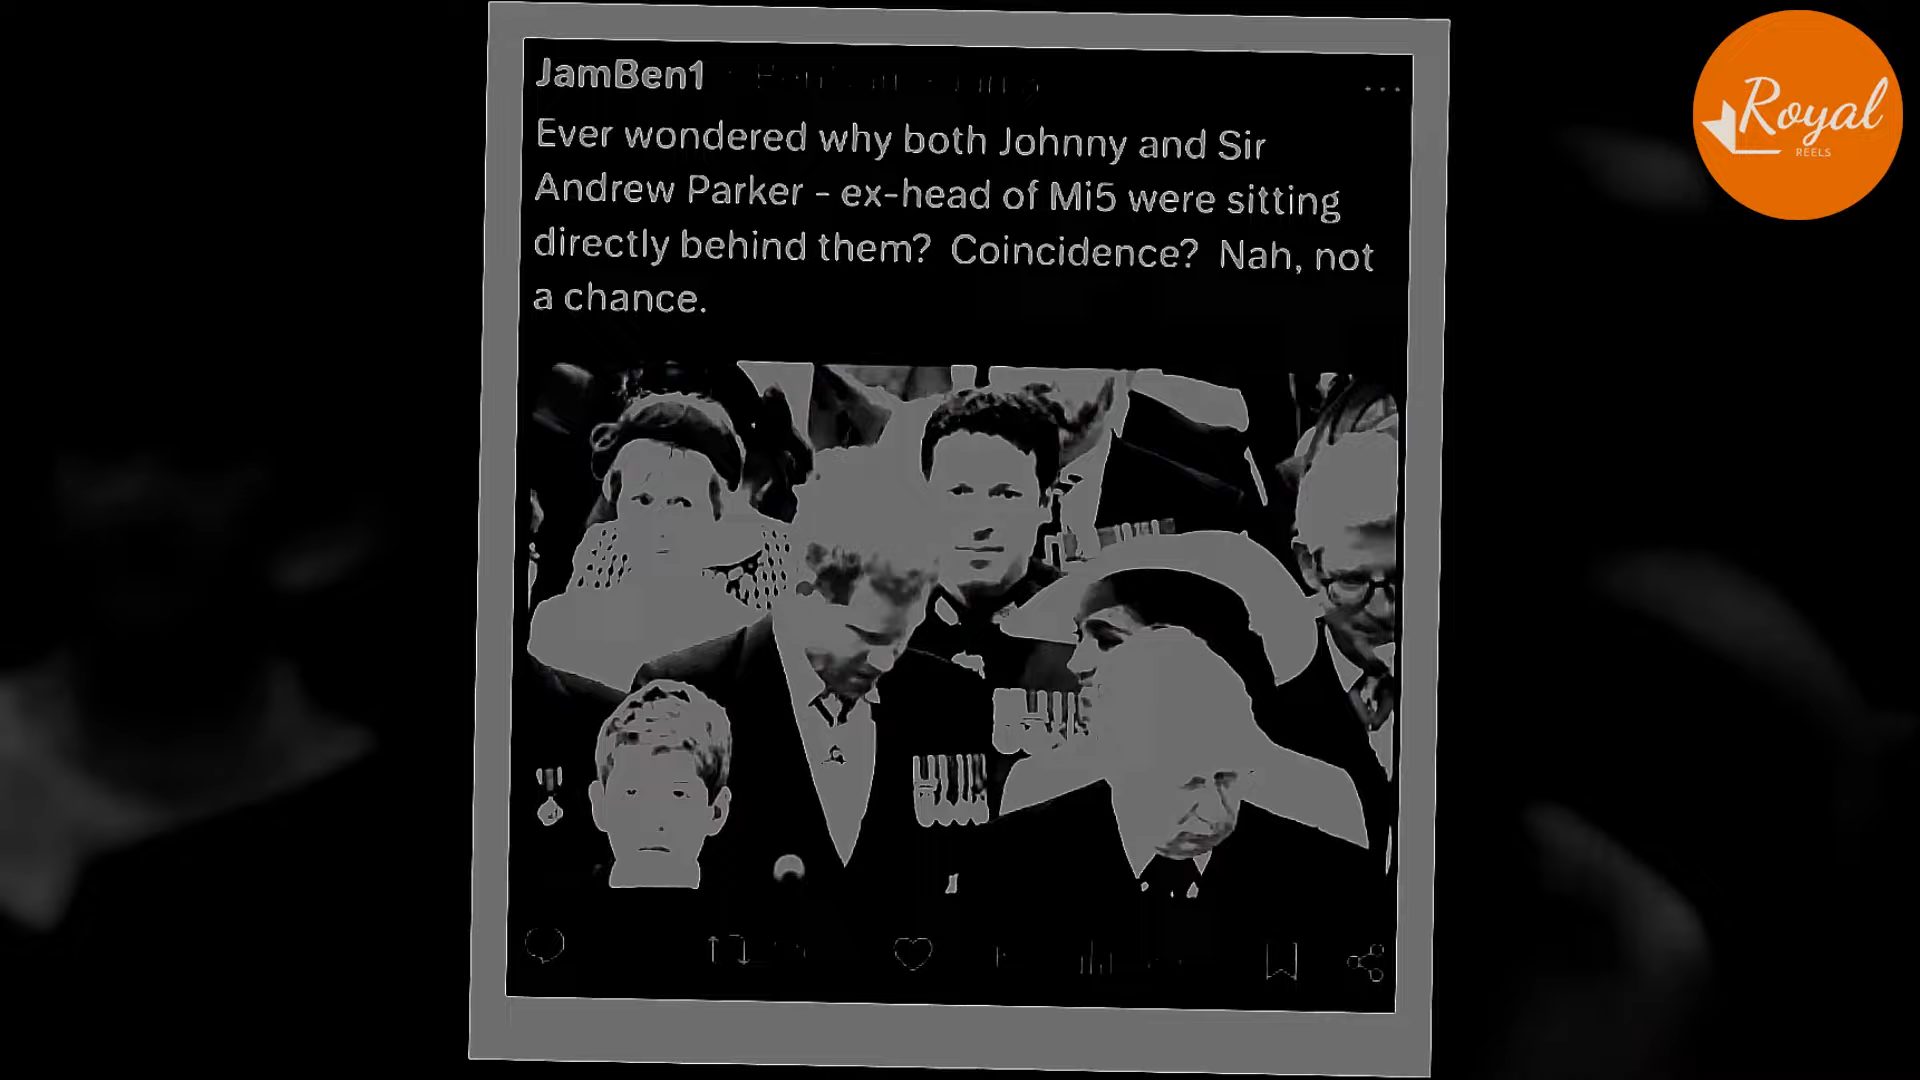 JamBen1
Ever wondered why both Johnny and Sir
Andrew Parker - ex-head of Mi5 were sitting
directly behind them? Coincidence? Nah, not
a chance.
Royal
REELS